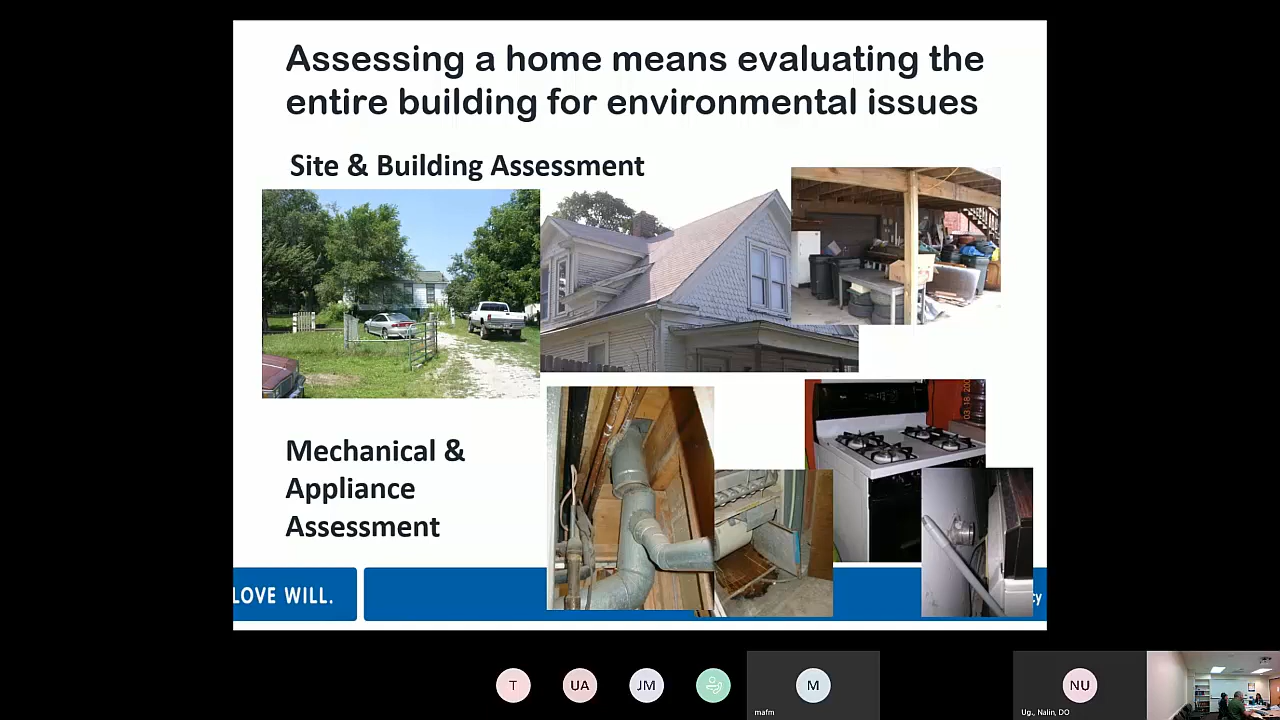 Assessing a home means evaluating the
entire building for environmental issues
Site & Building Assessment
Mechanical &
Appliance
Assessment
LOVE WILL.
T
UA
JM
M
NU
mafm
Ug., Nalin, DO